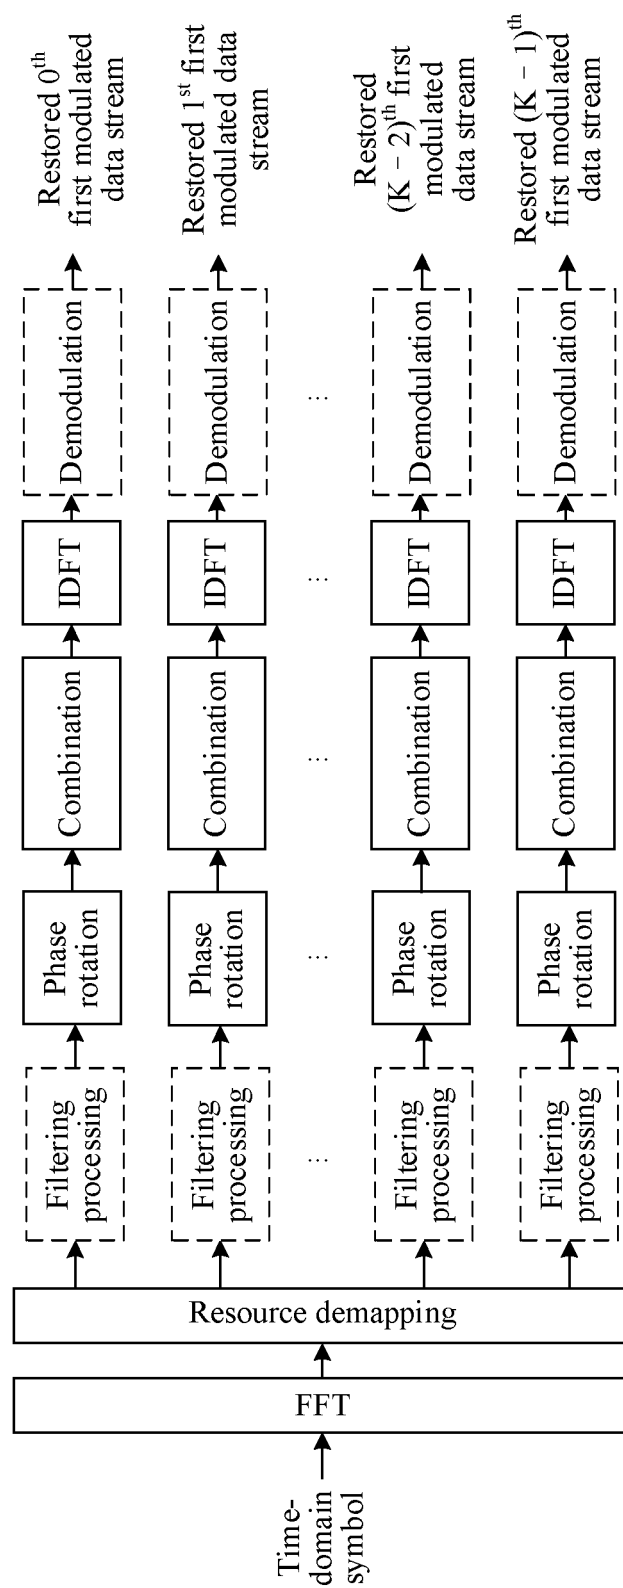 Time-
domain
symbol
FFT
Resource demapping
Filtering
processing
Phase
rotation
Combination
IDFT
Demodulation
Restored 0th
first modulated
data stream
Filtering
processing
Phase
rotation
Combination
IDFT
Demodulation
Restored 1st first
modulated data
stream
...
...
...
...
...
Filtering
processing
Phase
rotation
Combination
IDFT
Demodulation
Restored
(K − 2)th first
modulated
data stream
Filtering
processing
Phase
rotation
Combination
IDFT
Demodulation
Restored (K − 1)th
first modulated
data stream